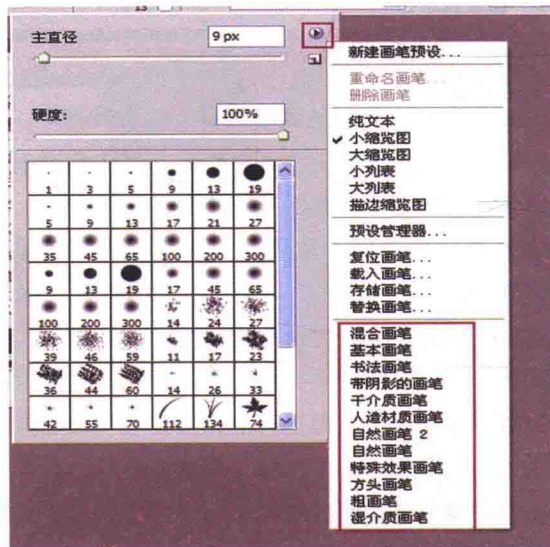 13
主直径
9 px
硬度:
100%
1 3 5 9 13 19
5 9 13 17 21 27
35 45 65 100 200 300
9 13 19 17 45 65
100 200 300 14 24 27
39 46 59 11 17 23
36 44 60 14 26 33
42 55 70 112 134 74
新建画笔预设...
重命名画笔...
删除画笔
纯文本
小缩览图
大缩览图
小列表
大列表
描边缩览图
预设管理器...
复位画笔...
载入画笔...
存储画笔...
替换画笔...
混合画笔
基本画笔
书法画笔
带阴影的画笔
干介质画笔
人造材质画笔
自然画笔 2
自然画笔
特殊效果画笔
方头画笔
粗画笔
湿介质画笔